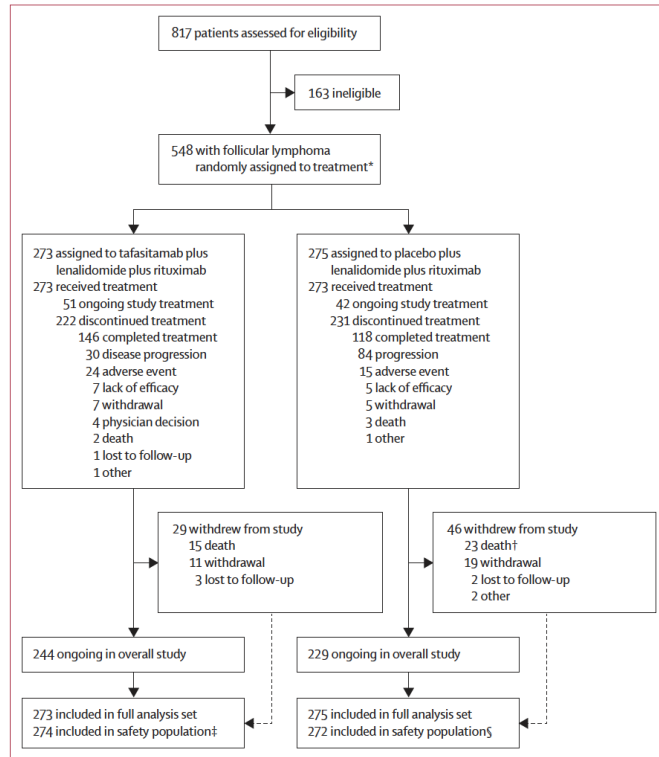 817 patients assessed for eligibility
163 ineligible
548 with follicular lymphoma
randomly assigned to treatment*
273 assigned to tafasitamab plus
lenalidomide plus rituximab
273 received treatment
51 ongoing study treatment
222 discontinued treatment
146 completed treatment
30 disease progression
24 adverse event
7 lack of efficacy
7 withdrawal
4 physician decision
2 death
1 lost to follow-up
1 other
275 assigned to placebo plus
lenalidomide plus rituximab
273 received treatment
42 ongoing study treatment
231 discontinued treatment
118 completed treatment
84 progression
15 adverse event
5 lack of efficacy
5 withdrawal
3 death
1 other
29 withdrew from study
15 death
11 withdrawal
3 lost to follow-up
46 withdrew from study
23 death†
19 withdrawal
2 lost to follow-up
2 other
244 ongoing in overall study
229 ongoing in overall study
273 included in full analysis set
274 included in safety population‡
275 included in full analysis set
272 included in safety population§